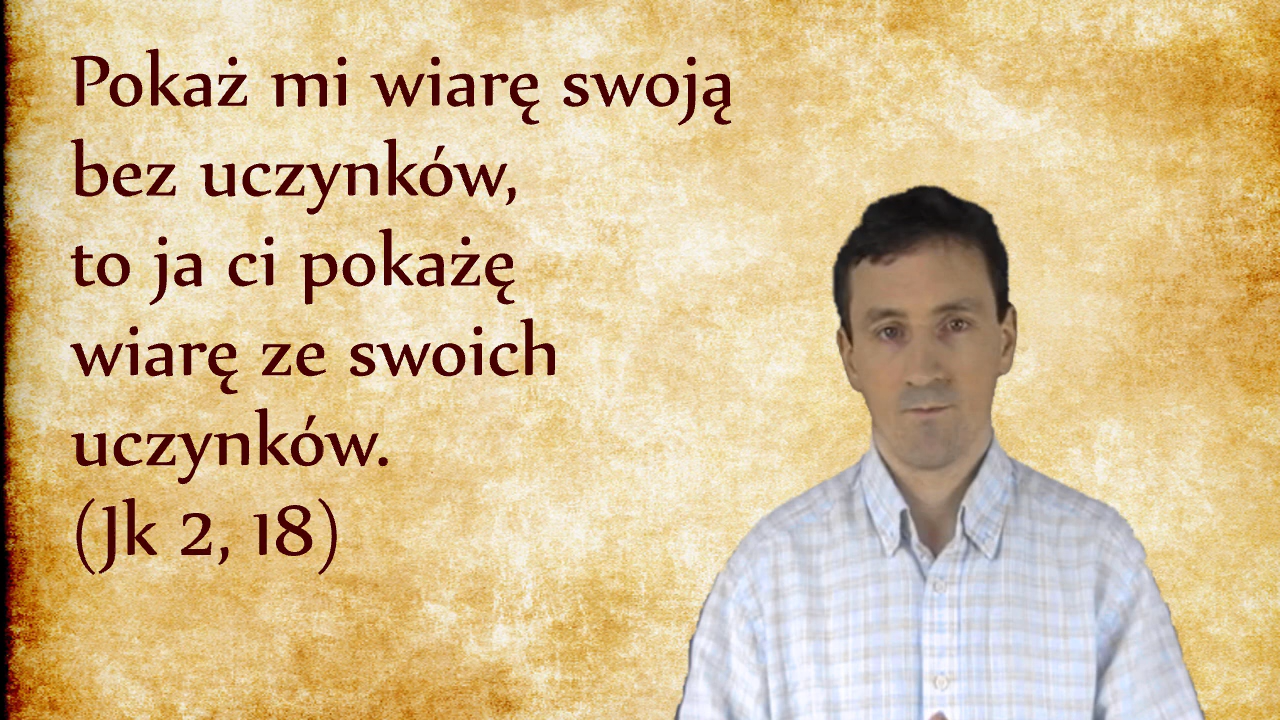 Pokaż mi wiarę swoją
bez uczynków,
to ja ci pokażę
wiarę ze swoich
uczynków.
(Jk 2, 18)